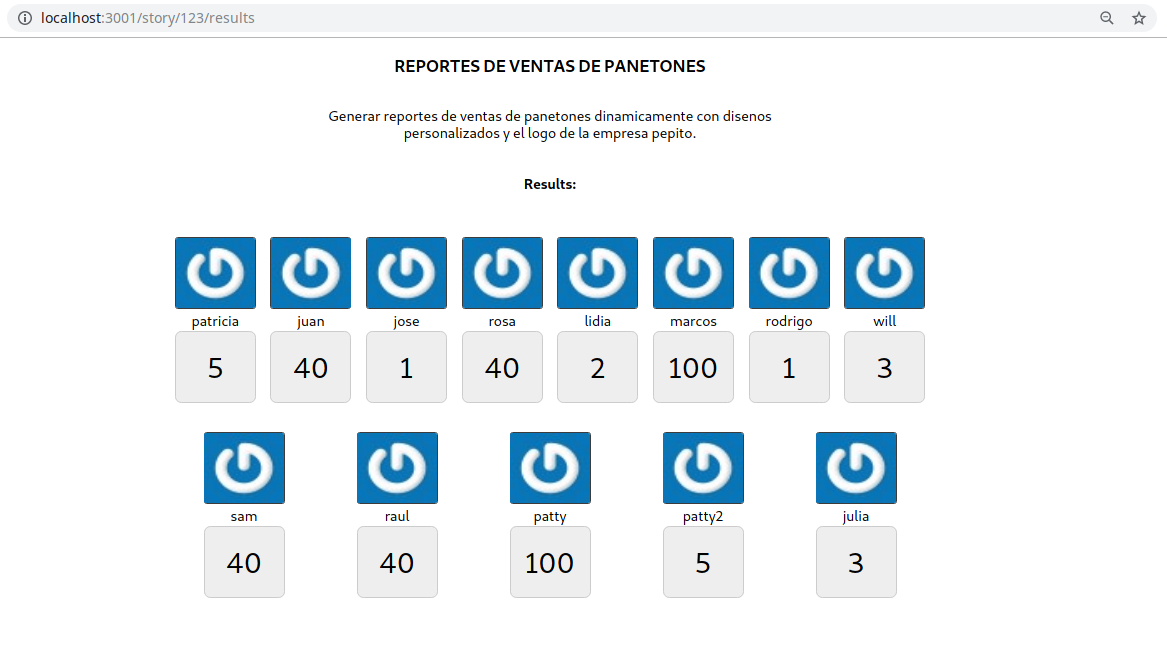 localhost:3001/story/123/results
REPORTES DE VENTAS DE PANETONES
Generar reportes de ventas de panetones dinamicamente con disenos
personalizados y el logo de la empresa pepito.
Results:
patricia juan jose rosa lidia marcos rodrigo will
5 40 1 40 2 100 1 3
sam raul patty patty2 julia
40 40 100 5 3